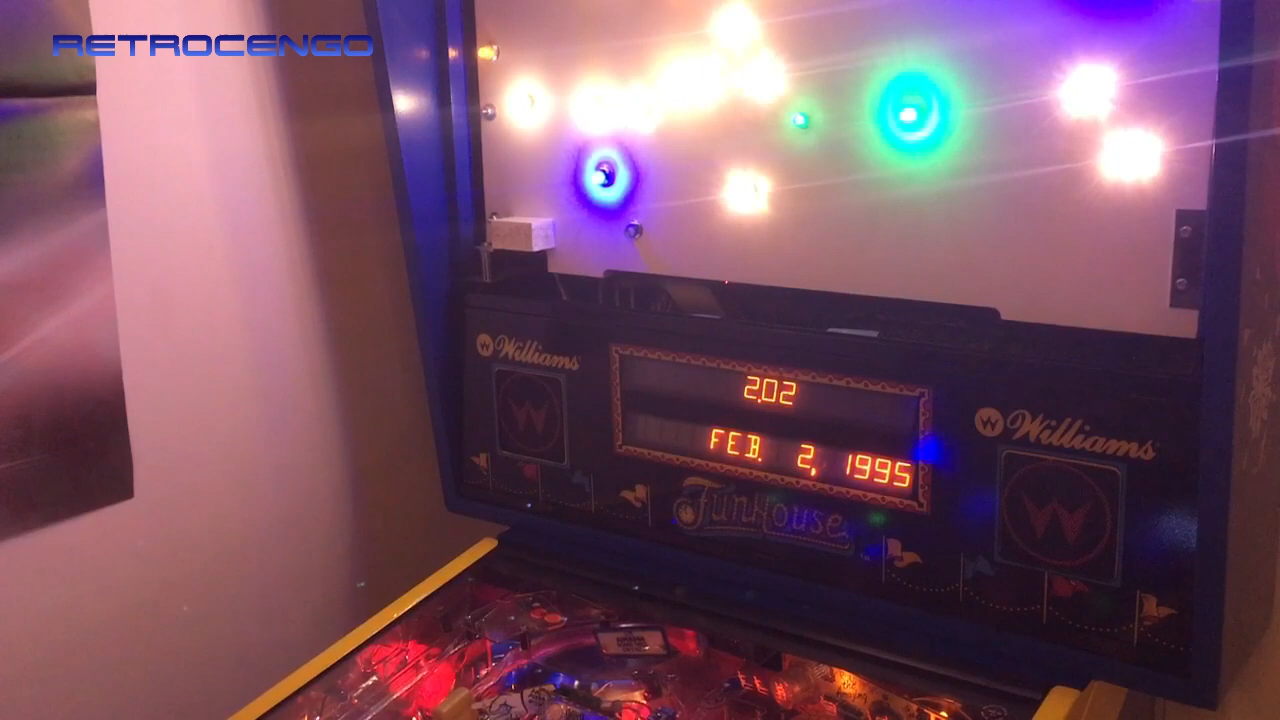 RETROCENGO
Williams
2.02
FEB. 2, 1995
Williams
FunHouse